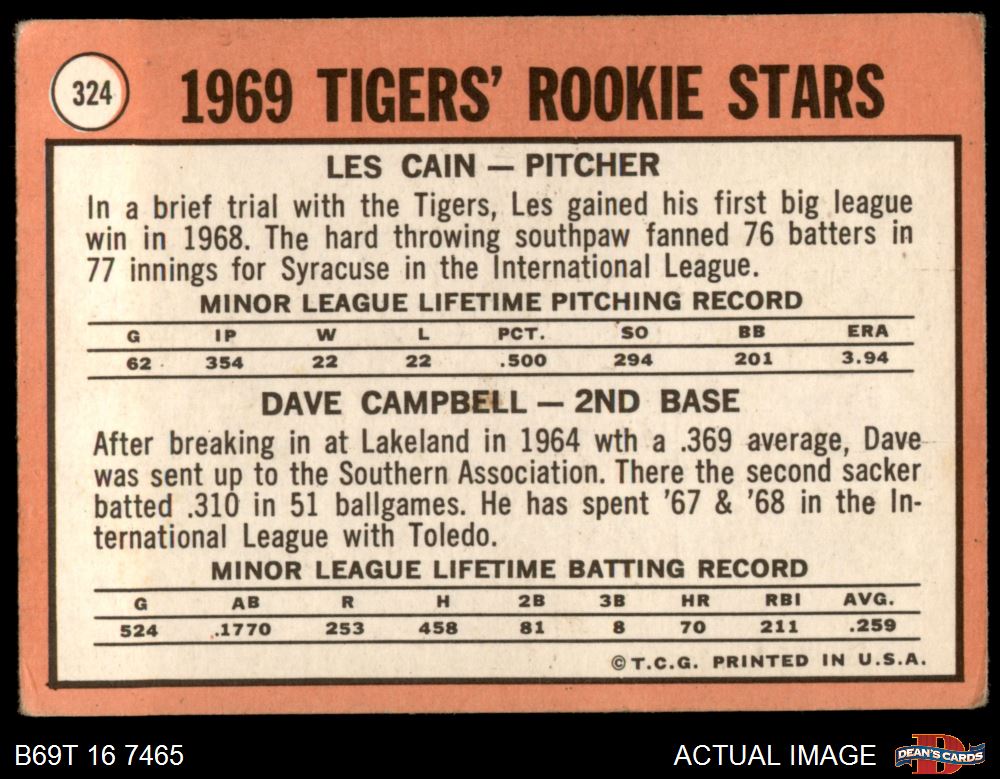 324
1969 TIGERS' ROOKIE STARS
LES CAIN — PITCHER
In a brief trial with the Tigers, Les gained his first big league
win in 1968. The hard throwing southpaw fanned 76 batters in
77 innings for Syracuse in the International League.
MINOR LEAGUE LIFETIME PITCHING RECORD
G IP W L PCT. SO BB ERA
62 354 22 22 .500 294 201 3.94
DAVE CAMPBELL — 2ND BASE
After breaking in at Lakeland in 1964 wth a .369 average, Dave
was sent up to the Southern Association. There the second sacker
batted .310 in 51 ballgames. He has spent '67 & '68 in the In-
ternational League with Toledo.
MINOR LEAGUE LIFETIME BATTING RECORD
G AB R H 2B 3B HR RBI AVG.
524 .1770 253 458 81 8 70 211 .259
© T.C.G. PRINTED IN U.S.A.
B69T 16 7465 ACTUAL IMAGE D DEAN'S CARDS